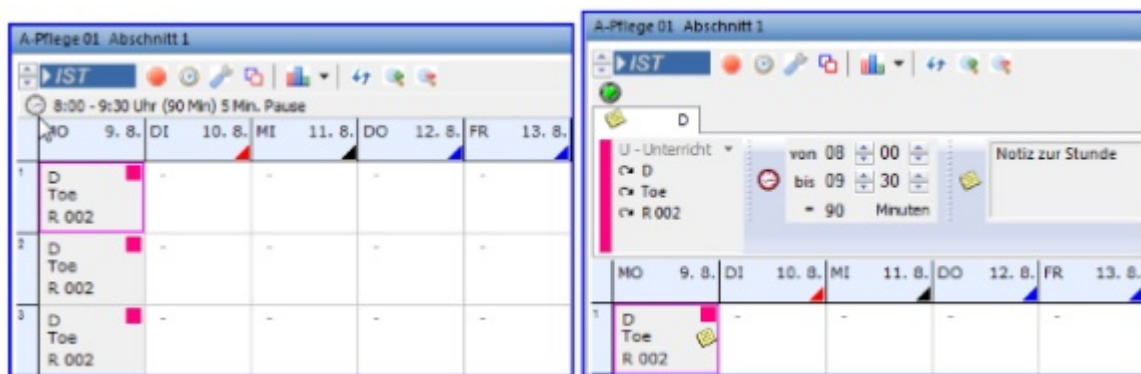 A-Pflege 01 Abschnitt 1
IST
8:00 - 9:30 Uhr (90 Min) 5 Min. Pause
MO 9. 8. DI 10. 8. MI 11. 8. DO 12. 8. FR 13. 8.
1 D - - - -
Toe
R 002
2 D - - - -
Toe
R 002
3 D - - - -
Toe
R 002
A-Pflege 01 Abschnitt 1
IST
D
U - Unterricht von 08 00 Notiz zur Stunde
D bis 09 30
Toe = 90 Minuten
R 002
MO 9. 8. DI 10. 8. MI 11. 8. DO 12. 8. FR 13. 8.
1 D - - - -
Toe
R 002